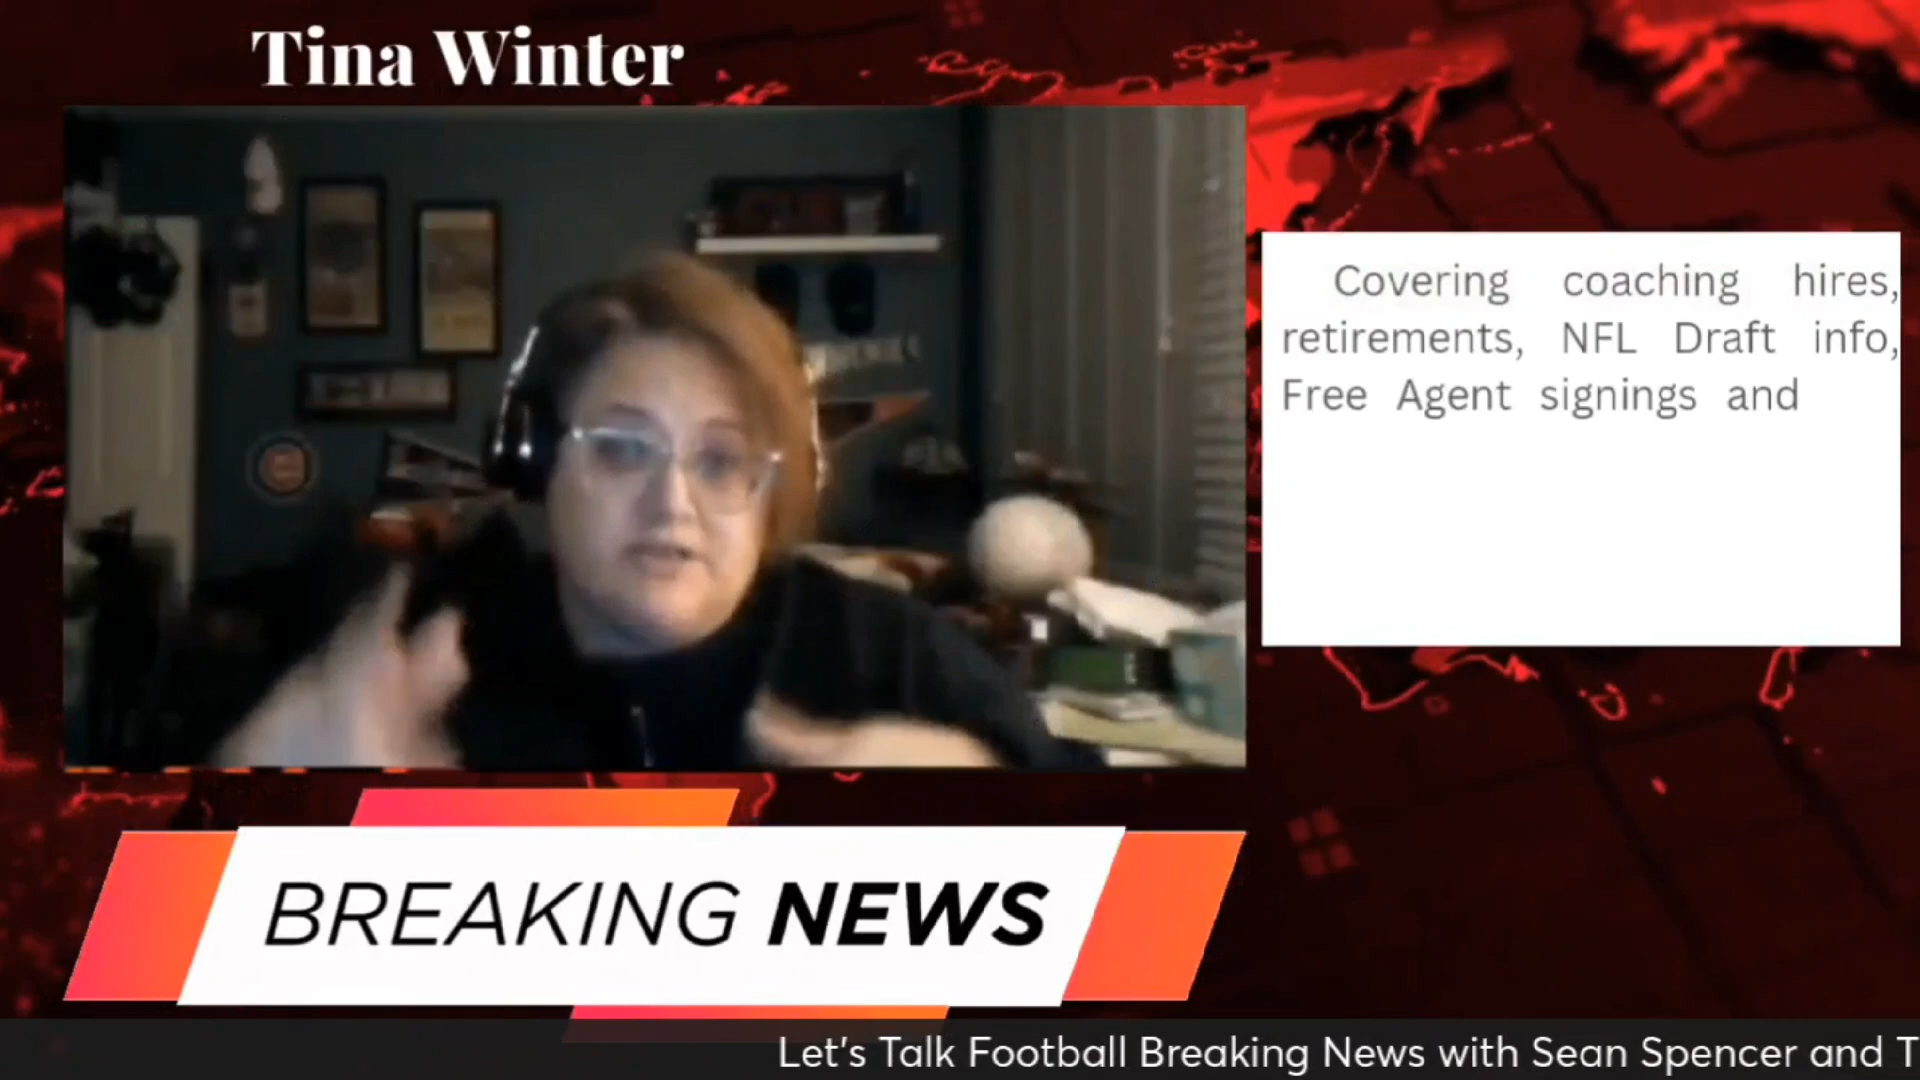 Tina Winter
Covering coaching hires,
retirements, NFL Draft info,
Free Agent signings and
BREAKING NEWS
Let's Talk Football Breaking News with Sean Spencer and T